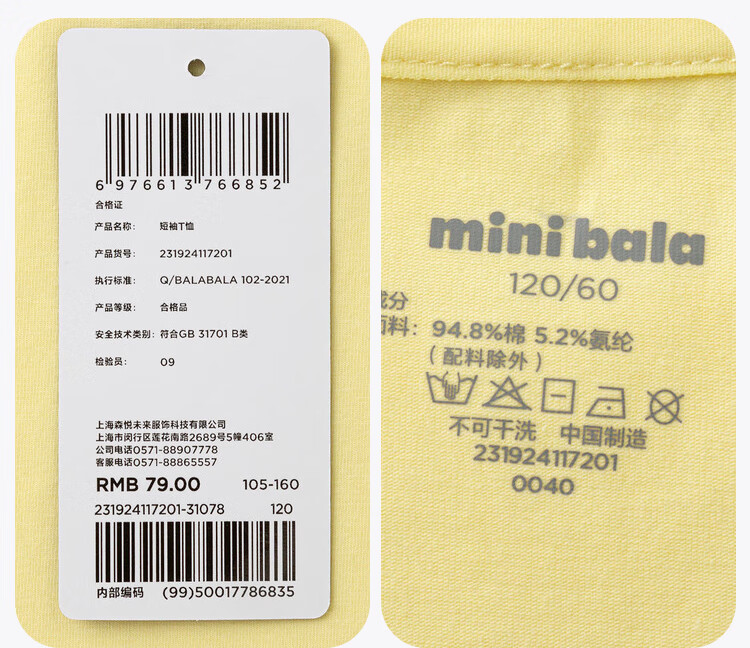 6 976613 766852
合格证
产品名称: 短袖T恤
产品货号: 231924117201
执行标准: Q/BALABALA 102-2021
产品等级: 合格品
安全技术类别: 符合GB 31701 B类
检验员: 09
上海森悦未来服饰科技有限公司
上海市闵行区莲花南路2689号5幢406室
公司电话0571-88907778
客服电话0571-88865557
RMB 79.00 105-160
231924117201-31078 120
内部编码 (99)50017786835
mini bala
120/60
成分
面料: 94.8%棉 5.2%氨纶
(配料除外)
不可干洗 中国制造
231924117201
0040